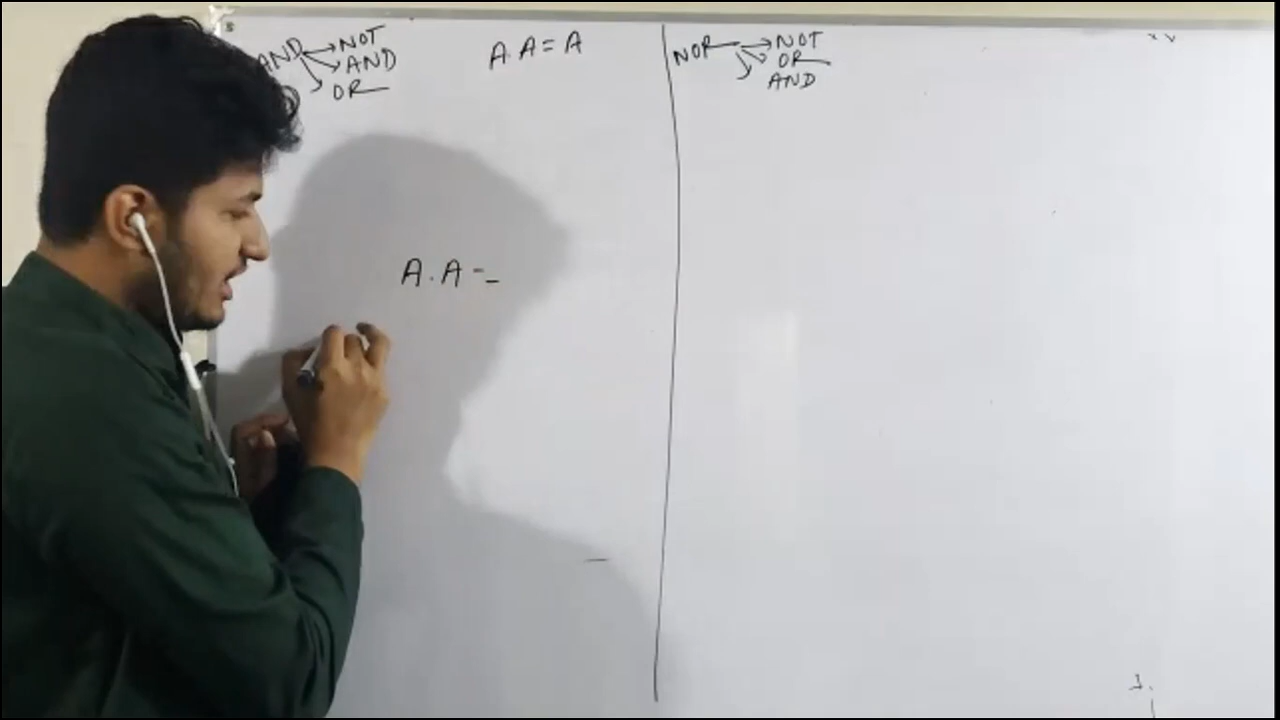 AND → NOT
AND
OR
A.A=A
NOR → NOT
OR
AND
A.A =